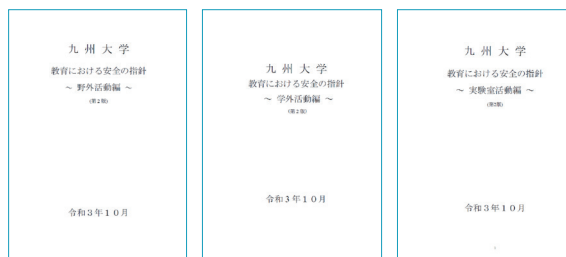 九 州 大 学
教育における安全の指針
～ 野外活動編 ～
(第2版)
令和３年１０月
九 州 大 学
教育における安全の指針
～ 学外活動編 ～
(第2版)
令和３年１０月
九 州 大 学
教育における安全の指針
～ 実験室活動編 ～
令和３年１０月